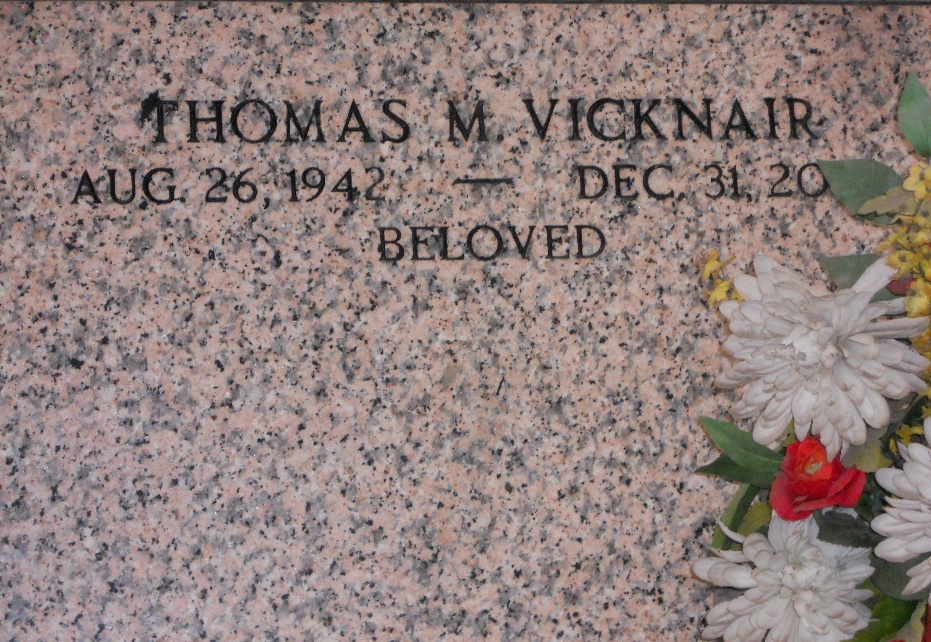 THOMAS M. VICKNAIR
AUG. 26, 1942 — DEC. 31, 20
BELOVED